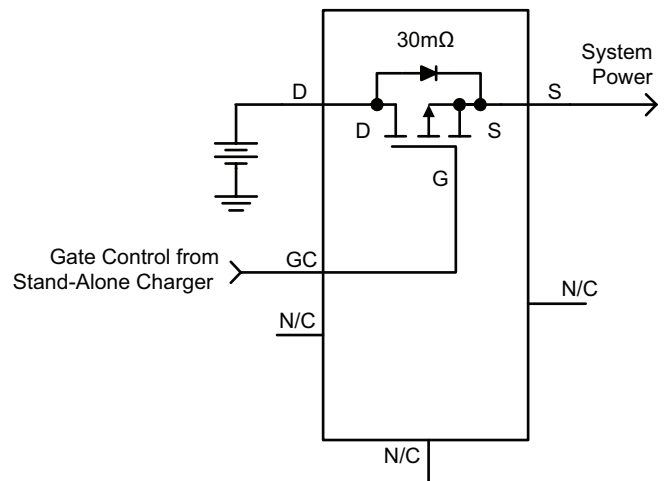 30mΩ
System
Power
D
S
D
S
G
Gate Control from
Stand-Alone Charger
GC
N/C
N/C
N/C